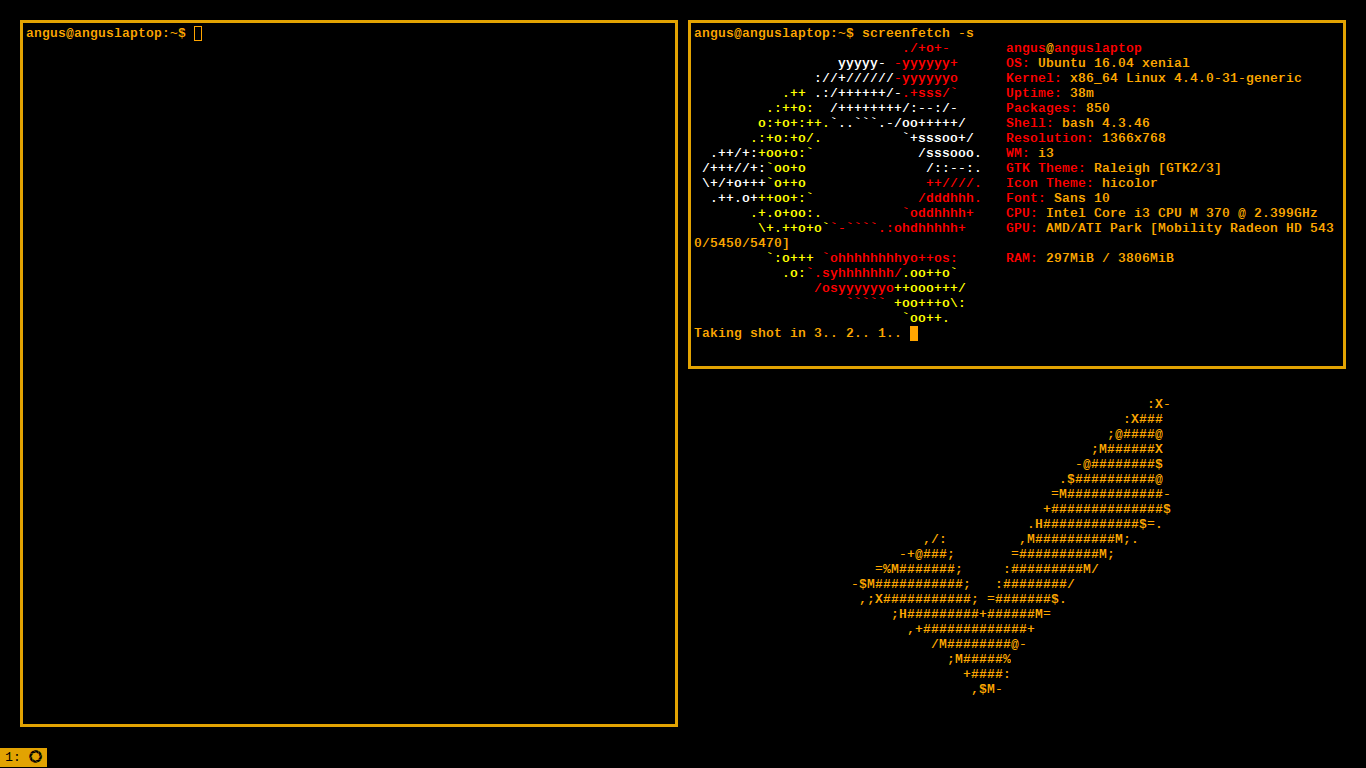 angus@anguslaptop:~$
angus@anguslaptop:~$ screenfetch -s
                          ./+o+-       angus@anguslaptop
                  yyyyy- -yyyyyy+      OS: Ubuntu 16.04 xenial
               ://+//////-yyyyyyo      Kernel: x86_64 Linux 4.4.0-31-generic
           .++ .:/++++++/-.+sss/`      Uptime: 38m
         .:++o:  /++++++++/:--:/-      Packages: 850
        o:+o+:++.`..```.-/oo+++++/     Shell: bash 4.3.46
       .:+o:+o/.          `+sssoo+/    Resolution: 1366x768
  .++/+:+oo+o:`             /sssooo.   WM: i3
 /+++//+:`oo+o               /::--:.   GTK Theme: Raleigh [GTK2/3]
 \+/+o+++`o++o               ++////.   Icon Theme: hicolor
  .++.o+++oo+:`             /dddhhh.   Font: Sans 10
       .+.o+oo:.          `oddhhhh+    CPU: Intel Core i3 CPU M 370 @ 2.399GHz
        \+.++o+o``-````.:ohdhhhhh+     GPU: AMD/ATI Park [Mobility Radeon HD 543
0/5450/5470]
         `:o+++ `ohhhhhhhhyo++os:      RAM: 297MiB / 3806MiB
           .o:`.syhhhhhhh/.oo++o`
               /osyyyyyyo++ooo+++/
                   ````` +oo+++o\:
                          `oo++.
Taking shot in 3.. 2.. 1..
                                     :X-
                                  :X###
                                ;@####@
                              ;M######X
                            -@########$
                          .$##########@
                         =M############-
                        +##############$
                      .H############$=.
         ,/:         ,M##########M;.
      -+@###;       =##########M;
   =%M#######;     :#########M/
-$M###########;   :########/
 ,;X###########; =#######$.
     ;H#########+######M=
       ,+#############+
          /M########@-
            ;M#####%
              +####:
               ,$M-
1: